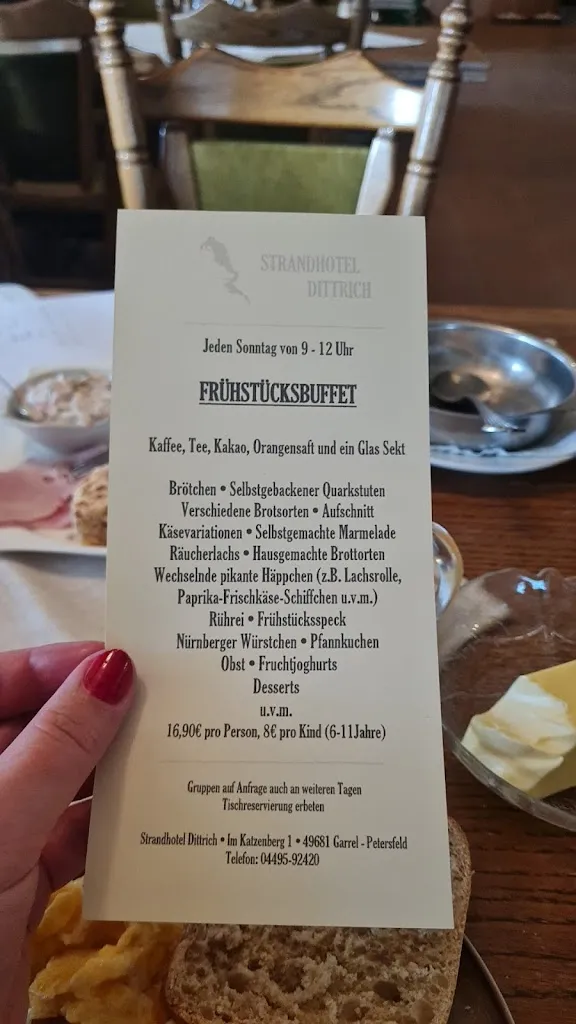 STRANDHOTEL
DITTRICH
Jeden Sonntag von 9 - 12 Uhr
FRÜHSTÜCKSBUFFET
Kaffee, Tee, Kakao, Orangensaft und ein Glas Sekt
Brötchen • Selbstgebackener Quarkstuten
Verschiedene Brotsorten • Aufschnitt
Käsevariationen • Selbstgemachte Marmelade
Räucherlachs • Hausgemachte Brottorten
Wechselnde pikante Häppchen (z.B. Lachsrolle,
Paprika-Frischkäse-Schiffchen u.v.m.)
Rührei • Frühstücksspeck
Nürnberger Würstchen • Pfannkuchen
Obst • Fruchtjoghurts
Desserts
u.v.m.
16,90€ pro Person, 8€ pro Kind (6-11Jahre)
Gruppen auf Anfrage auch an weiteren Tagen
Tischreservierung erbeten
Strandhotel Dittrich • Im Katzenberg 1 • 49681 Garrel - Petersfeld
Telefon: 04495-92420